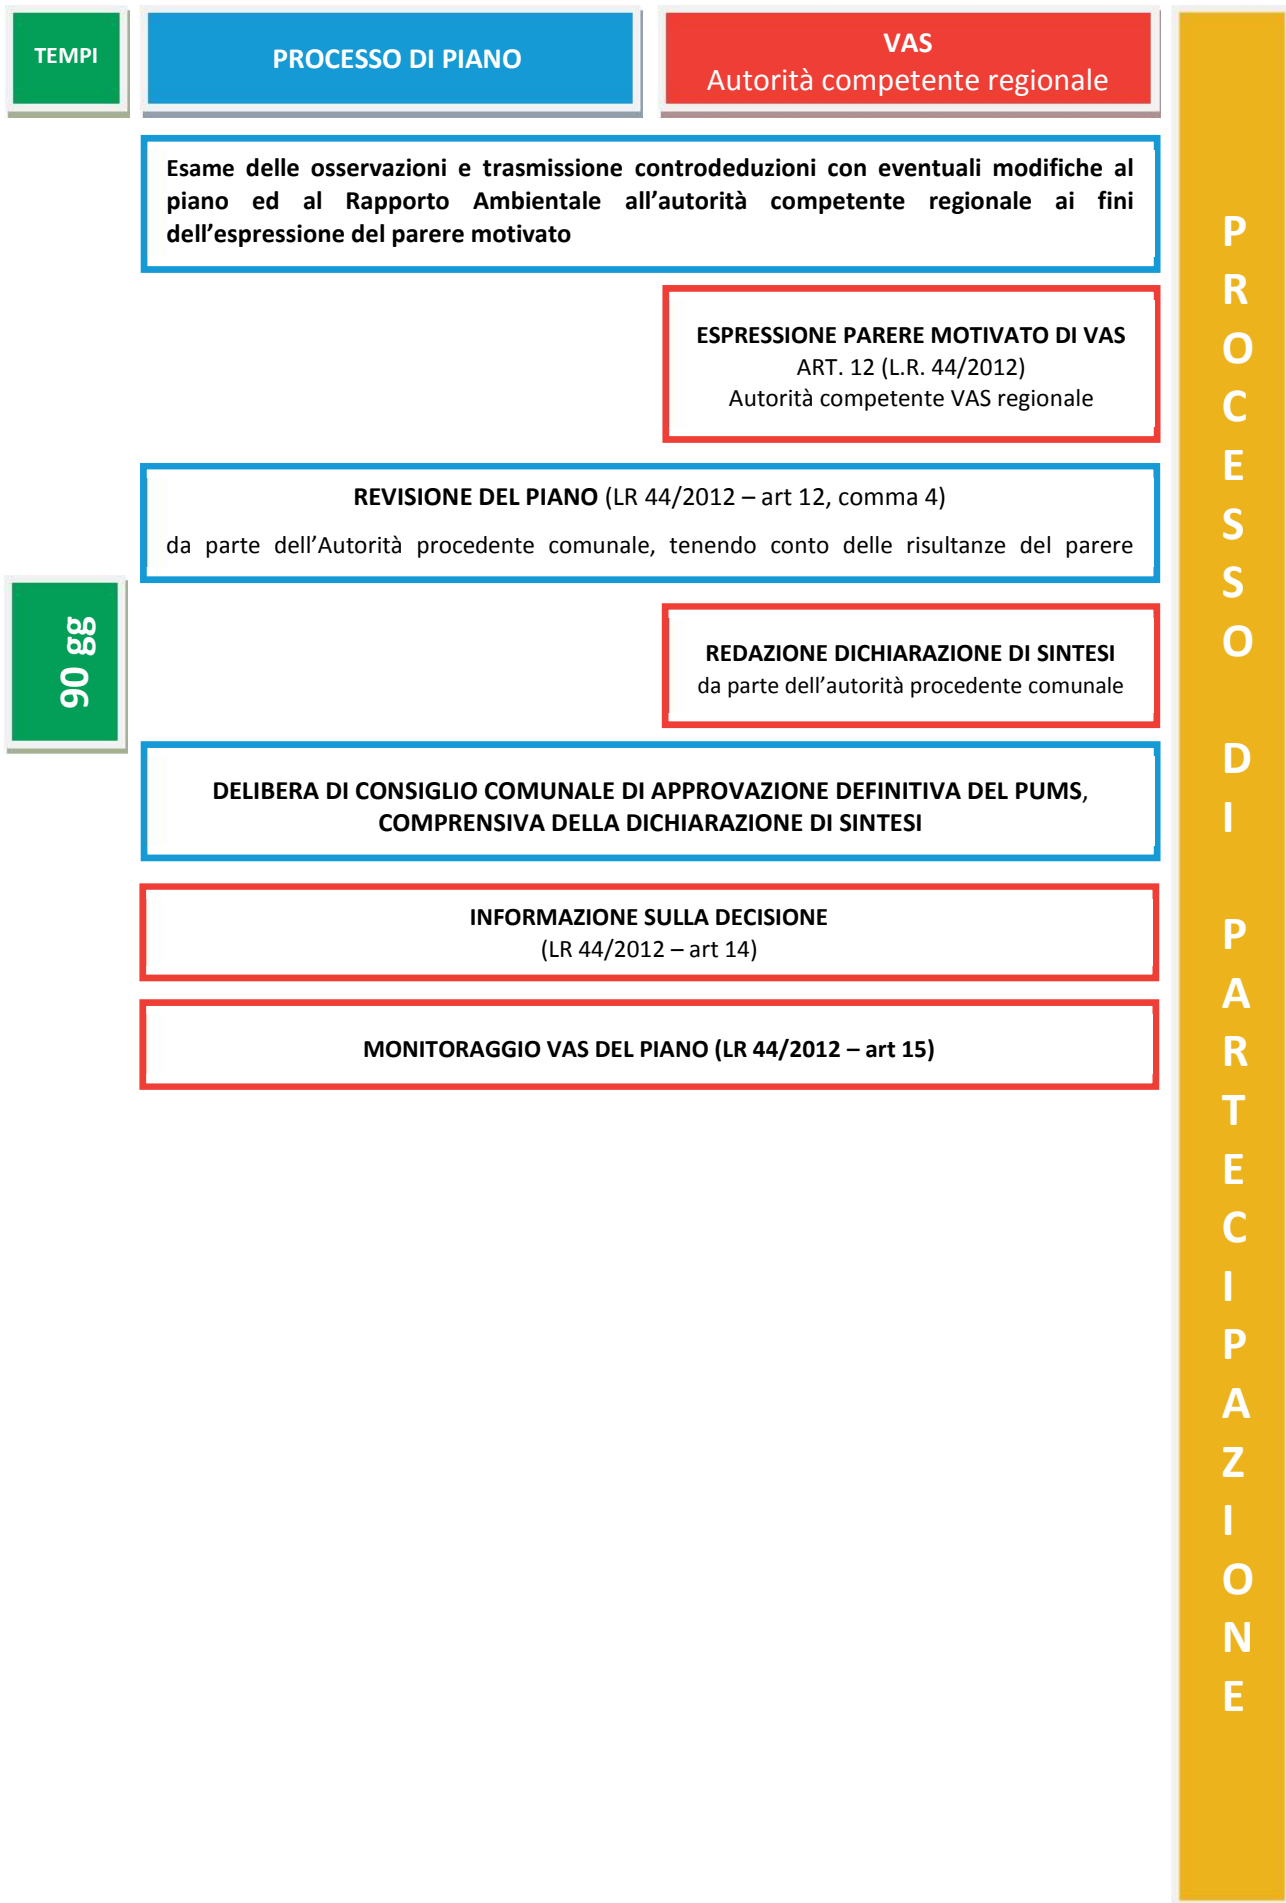 TEMPI
PROCESSO DI PIANO
VAS
Autorità competente regionale
Esame delle osservazioni e trasmissione controdeduzioni con eventuali modifiche al
piano ed al Rapporto Ambientale all’autorità competente regionale ai fini
dell’espressione del parere motivato
ESPRESSIONE PARERE MOTIVATO DI VAS
ART. 12 (L.R. 44/2012)
Autorità competente VAS regionale
REVISIONE DEL PIANO (LR 44/2012 – art 12, comma 4)
da parte dell’Autorità procedente comunale, tenendo conto delle risultanze del parere
90 gg
REDAZIONE DICHIARAZIONE DI SINTESI
da parte dell’autorità procedente comunale
DELIBERA DI CONSIGLIO COMUNALE DI APPROVAZIONE DEFINITIVA DEL PUMS,
COMPRENSIVA DELLA DICHIARAZIONE DI SINTESI
INFORMAZIONE SULLA DECISIONE
(LR 44/2012 – art 14)
MONITORAGGIO VAS DEL PIANO (LR 44/2012 – art 15)
PROCESSO DI PARTECIPAZIONE